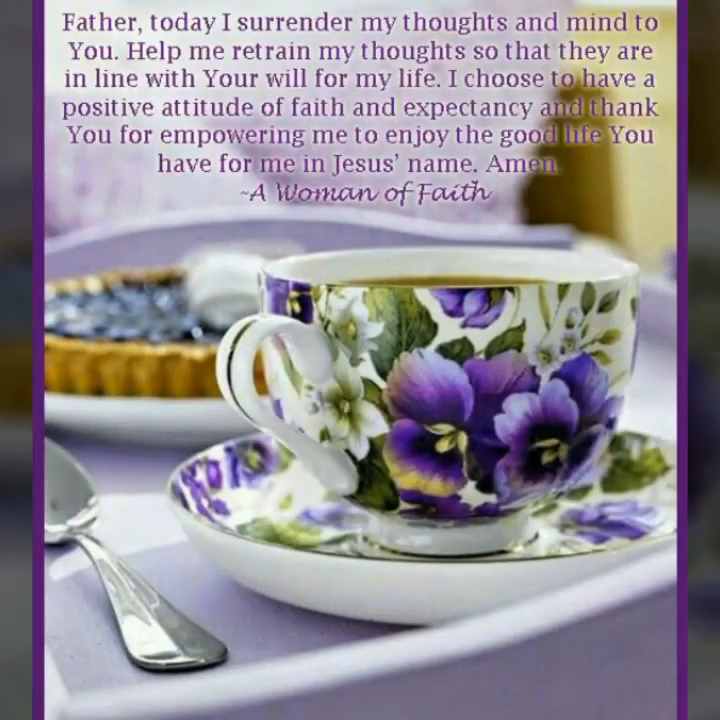 Father, today I surrender my thoughts and mind to
You. Help me retrain my thoughts so that they are
in line with Your will for my life. I choose to have a
positive attitude of faith and expectancy and thank
You for empowering me to enjoy the good life You
have for me in Jesus’ name. Amen.
~A Woman of Faith